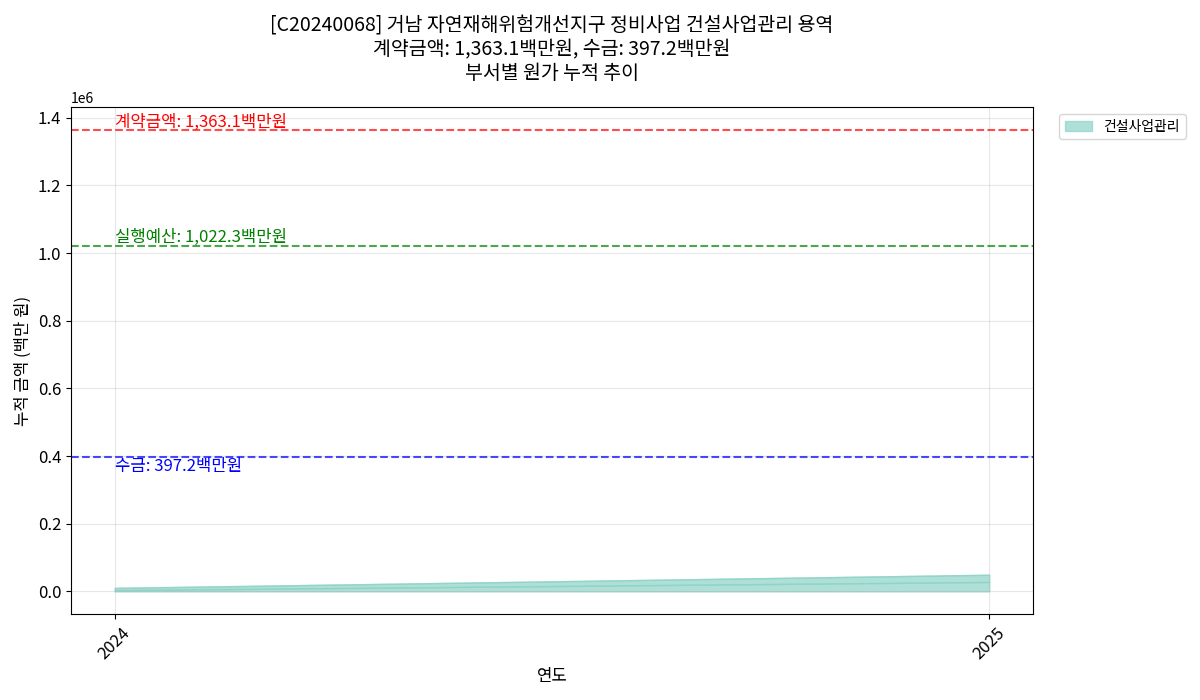 [C20240068] 거남 자연재해위험개선지구 정비사업 건설사업관리 용역
계약금액: 1,363.1백만원, 수금: 397.2백만원
부서별 원가 누적 추이
1e6
1.4
1.2
1.0
0.8
0.6
0.4
0.2
0.0
누적 금액 (백만 원)
계약금액: 1,363.1백만원
실행예산: 1,022.3백만원
수금: 397.2백만원
건설사업관리
2024
2025
연도